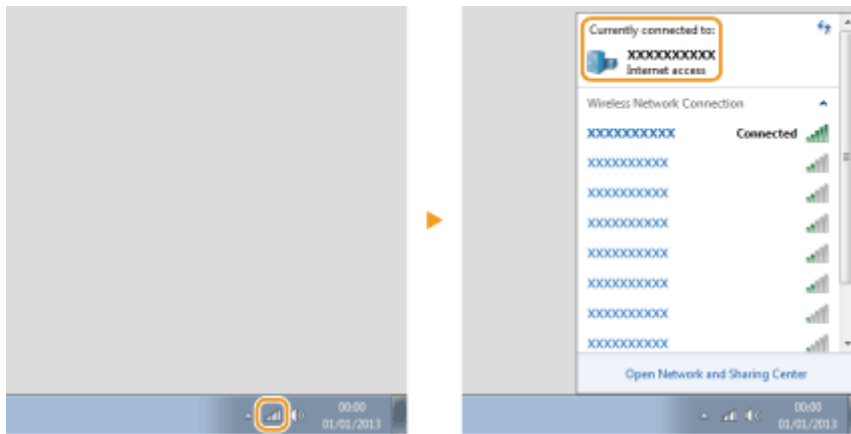 00:00
01/01/2013
Currently connected to:
XXXXXXXXXX
Internet access
Wireless Network Connection
XXXXXXXXXX Connected
XXXXXXXXXX
XXXXXXXXXX
XXXXXXXXXX
XXXXXXXXXX
XXXXXXXXXX
XXXXXXXXXX
XXXXXXXXXX
Open Network and Sharing Center
00:00
01/01/2013